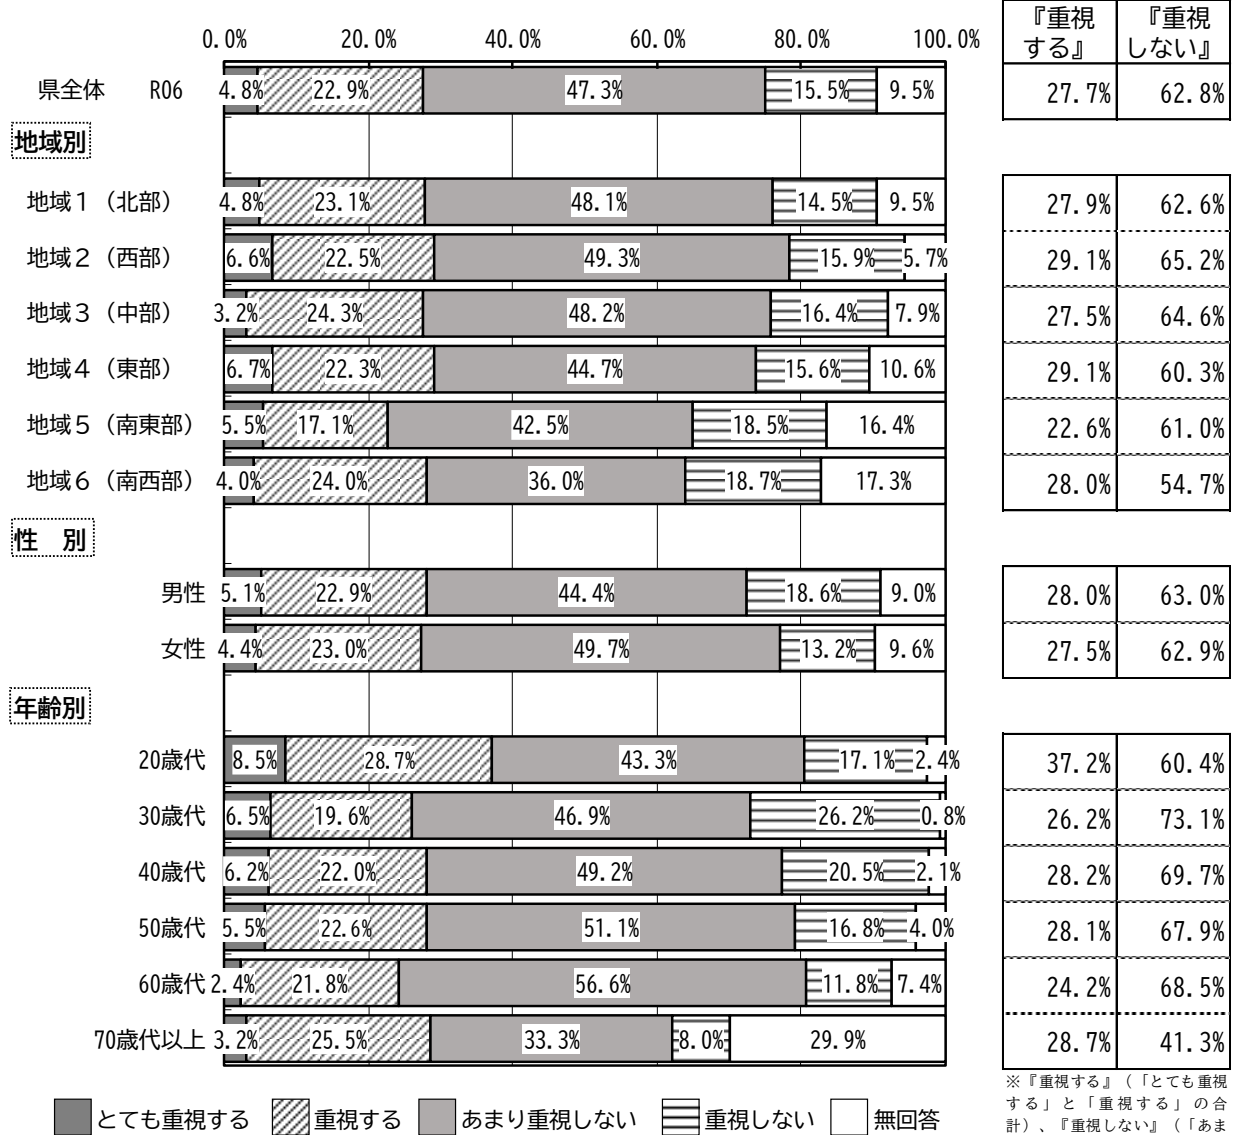 『重視 『重視
0.0% 20.0% 40.0% 60.0% 80.0% 100.0% する』 しない』
県全体 R06 4.8% 22.9% 47.3% 15.5% 9.5% 27.7% 62.8%
地域別
地域1（北部） 4.8% 23.1% 48.1% 14.5% 9.5% 27.9% 62.6%
地域2（西部） 6.6% 22.5% 49.3% 15.9% 5.7% 29.1% 65.2%
地域3（中部） 3.2% 24.3% 48.2% 16.4% 7.9% 27.5% 64.6%
地域4（東部） 6.7% 22.3% 44.7% 15.6% 10.6% 29.1% 60.3%
地域5（南東部） 5.5% 17.1% 42.5% 18.5% 16.4% 22.6% 61.0%
地域6（南西部） 4.0% 24.0% 36.0% 18.7% 17.3% 28.0% 54.7%
性 別
男性 5.1% 22.9% 44.4% 18.6% 9.0% 28.0% 63.0%
女性 4.4% 23.0% 49.7% 13.2% 9.6% 27.5% 62.9%
年齢別
20歳代 8.5% 28.7% 43.3% 17.1% 2.4% 37.2% 60.4%
30歳代 6.5% 19.6% 46.9% 26.2% 0.8% 26.2% 73.1%
40歳代 6.2% 22.0% 49.2% 20.5% 2.1% 28.2% 69.7%
50歳代 5.5% 22.6% 51.1% 16.8% 4.0% 28.1% 67.9%
60歳代 2.4% 21.8% 56.6% 11.8% 7.4% 24.2% 68.5%
70歳代以上 3.2% 25.5% 33.3% 8.0% 29.9% 28.7% 41.3%
とても重視する 重視する あまり重視しない 重視しない 無回答
※『重視する』（「とても重視
する」と「重視する」の合
計）、『重視しない』（「あま